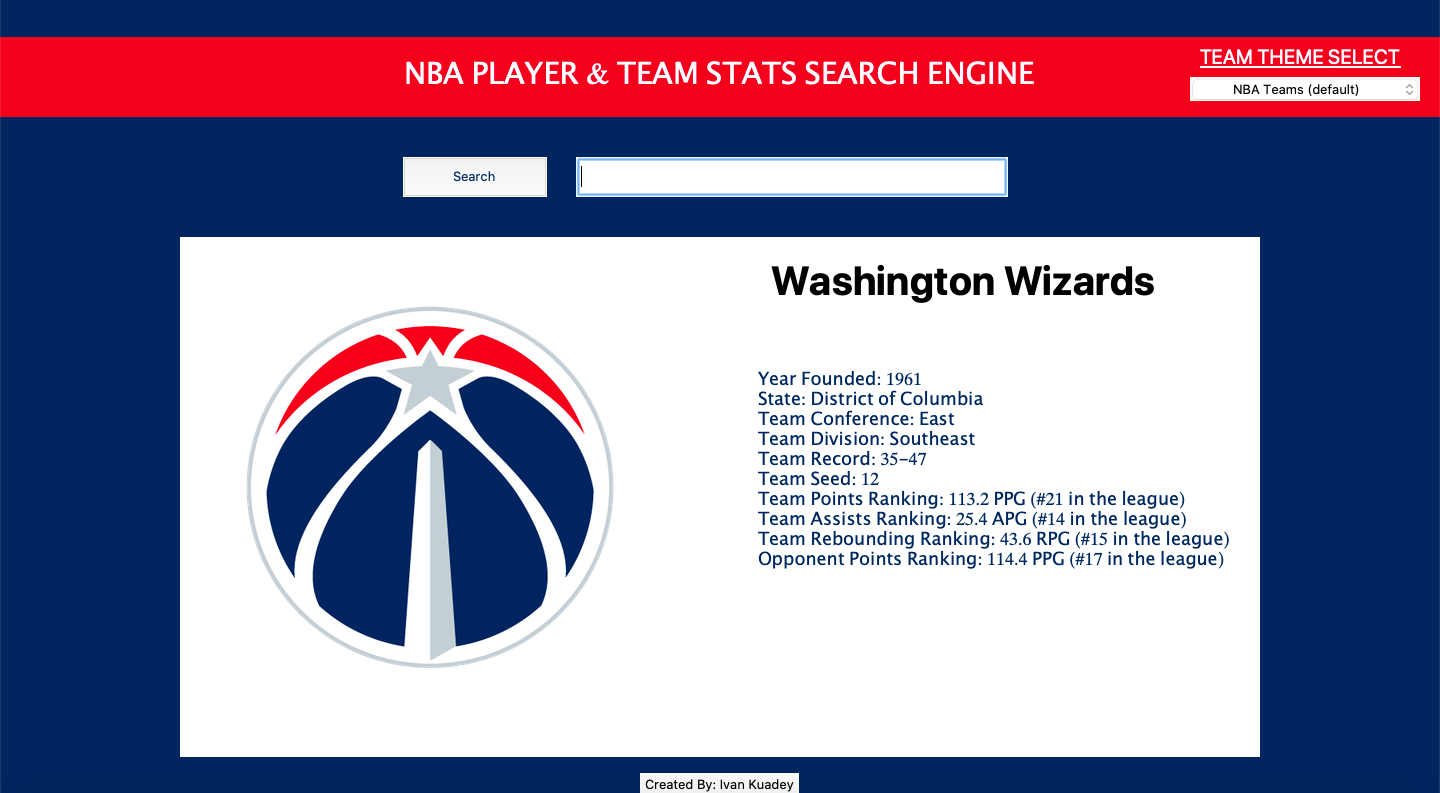 NBA PLAYER & TEAM STATS SEARCH ENGINE
TEAM THEME SELECT
NBA Teams (default)
Search
Washington Wizards
Year Founded: 1961
State: District of Columbia
Team Conference: East
Team Division: Southeast
Team Record: 35-47
Team Seed: 12
Team Points Ranking: 113.2 PPG (#21 in the league)
Team Assists Ranking: 25.4 APG (#14 in the league)
Team Rebounding Ranking: 43.6 RPG (#15 in the league)
Opponent Points Ranking: 114.4 PPG (#17 in the league)
Created By: Ivan Kuadey